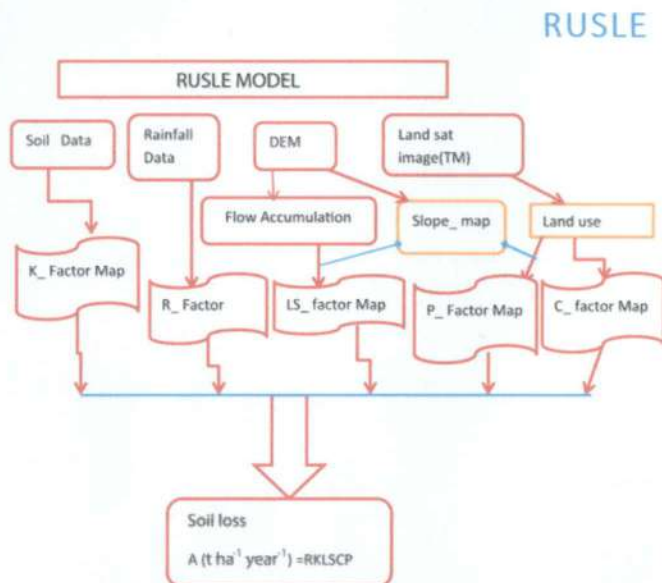 RUSLE
RUSLE MODEL
Soil Data
Rainfall
Data
DEM
Land sat
image(TM)
Flow Accumulation
Slope_ map
Land use
K_ Factor Map
R_ Factor
LS_ factor Map
P_ Factor Map
C_ factor Map
Soil loss
A (t ha⁻¹ year⁻¹) =RKLSCP